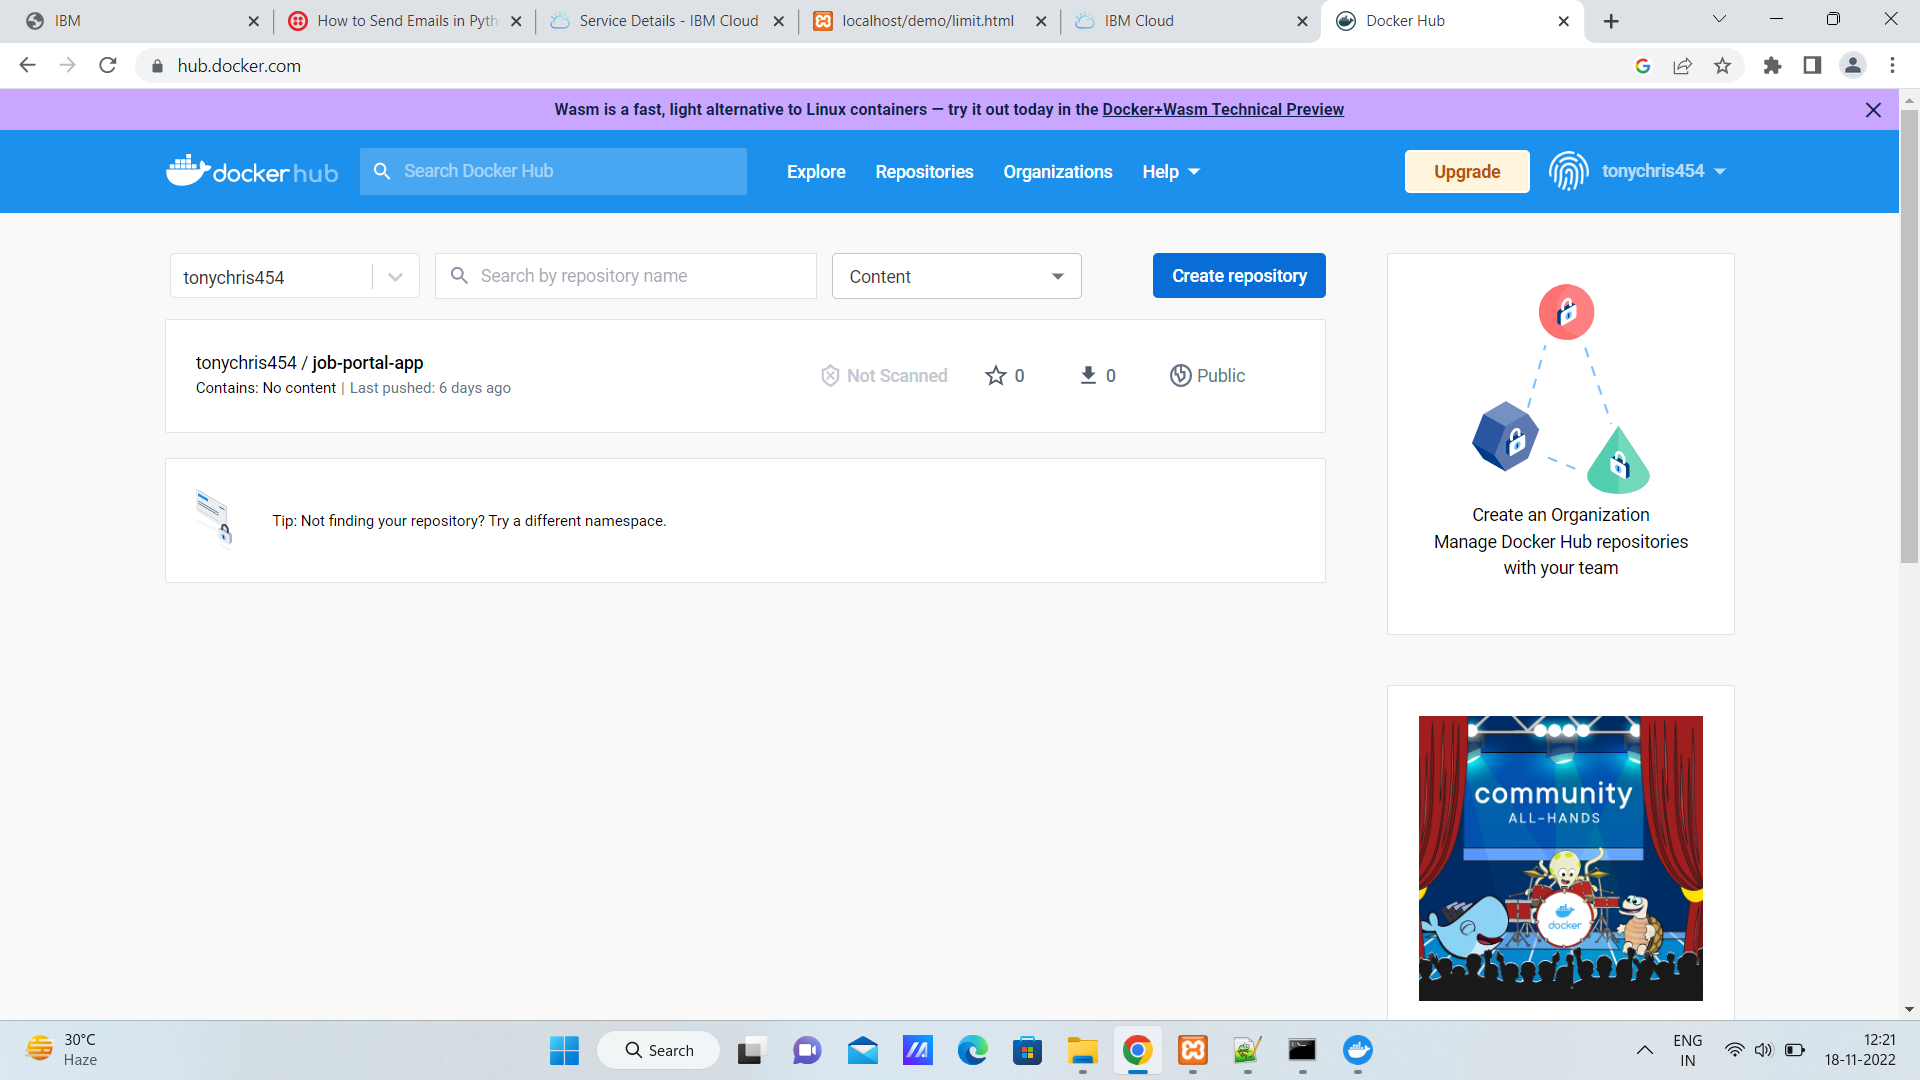 IBM
How to Send Emails in Pyth
Service Details - IBM Cloud
localhost/demo/limit.html
IBM Cloud
Docker Hub
hub.docker.com
Wasm is a fast, light alternative to Linux containers — try it out today in the Docker+Wasm Technical Preview
dockerhub
Search Docker Hub
Explore
Repositories
Organizations
Help
Upgrade
tonychris454
tonychris454
Search by repository name
Content
Create repository
tonychris454 / job-portal-app
Contains: No content | Last pushed: 6 days ago
Not Scanned
0
0
Public
Tip: Not finding your repository? Try a different namespace.
Create an Organization
Manage Docker Hub repositories
with your team
community
ALL-HANDS
docker
30°C
Haze
Search
ENG
IN
12:21
18-11-2022